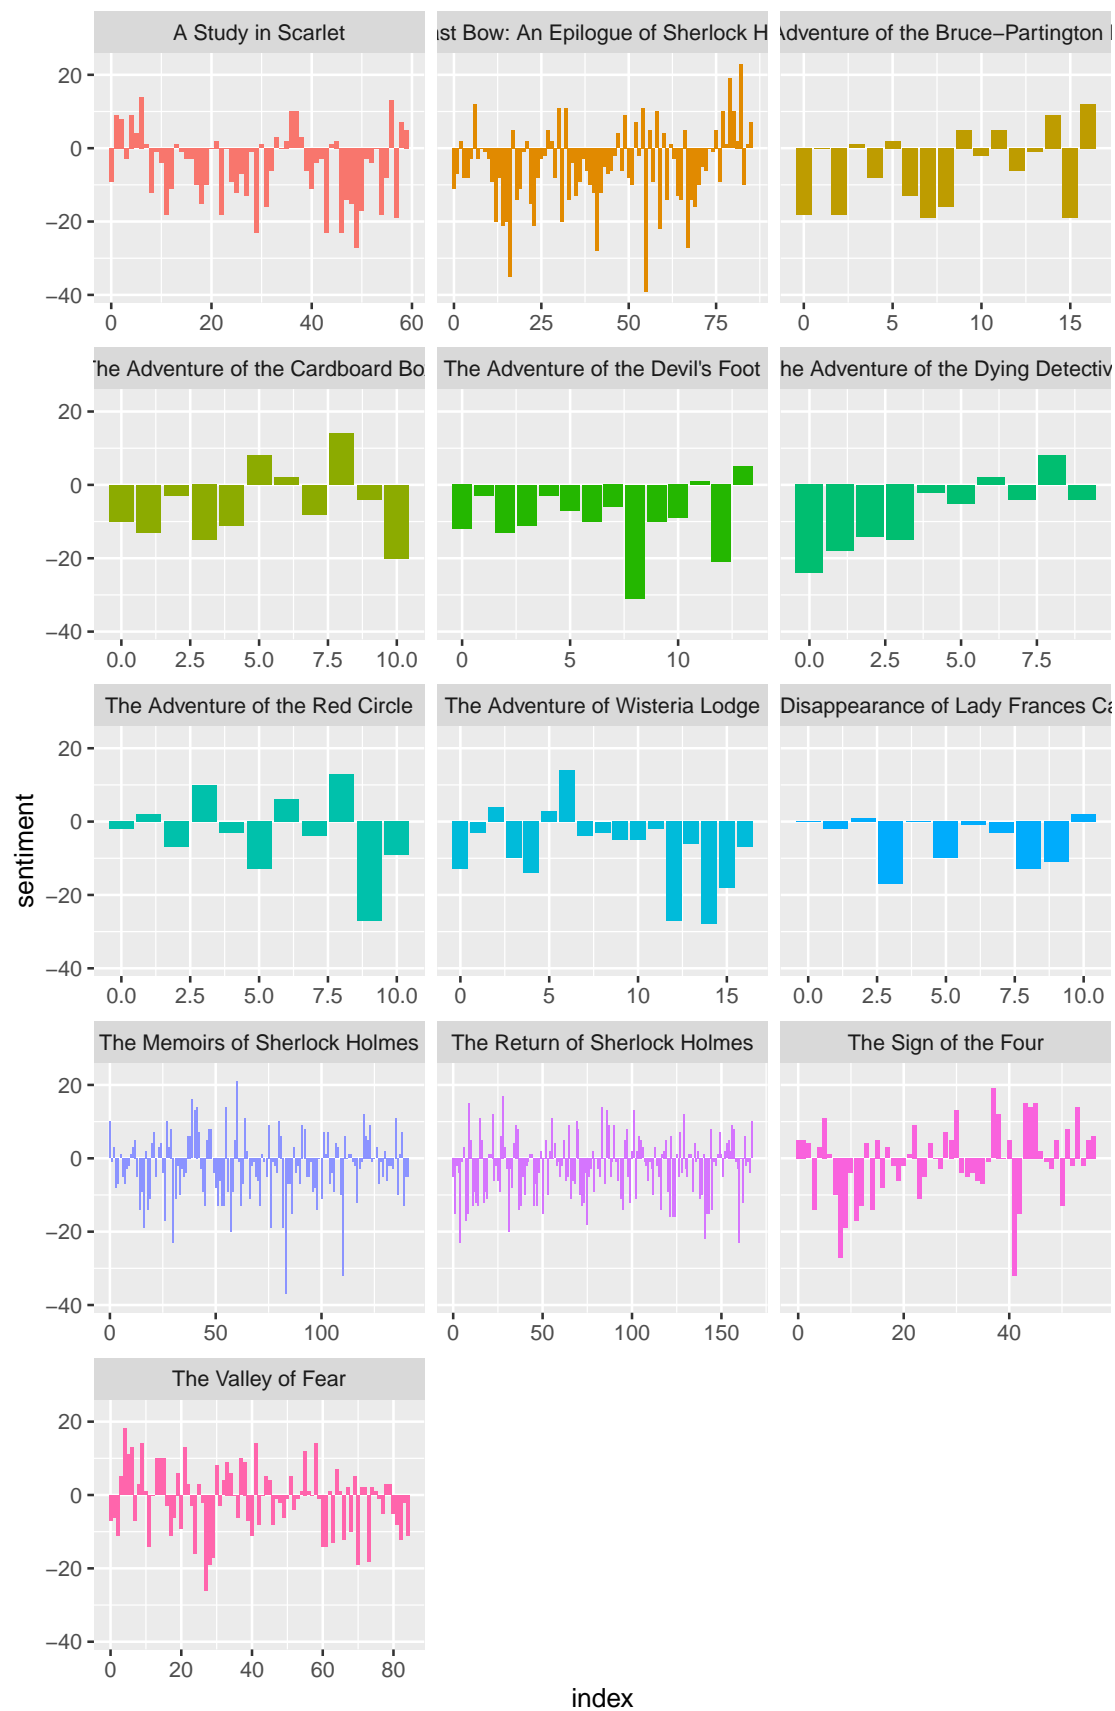 A Study in Scarlet
ast Bow: An Epilogue of Sherlock H
Adventure of the Bruce−Partington
20
0
−20
−40
0 20 40 60
0 25 50 75
0 5 10 15
The Adventure of the Cardboard Box
The Adventure of the Devil's Foot
he Adventure of the Dying Detectiv
20
0
−20
−40
0.0 2.5 5.0 7.5 10.0
0 5 10
0.0 2.5 5.0 7.5
The Adventure of the Red Circle
The Adventure of Wisteria Lodge
Disappearance of Lady Frances Ca
20
0
−20
−40
0.0 2.5 5.0 7.5 10.0
0 5 10 15
0.0 2.5 5.0 7.5 10.0
sentiment
The Memoirs of Sherlock Holmes
The Return of Sherlock Holmes
The Sign of the Four
20
0
−20
−40
0 50 100
0 50 100 150
0 20 40
The Valley of Fear
20
0
−20
−40
0 20 40 60 80
index